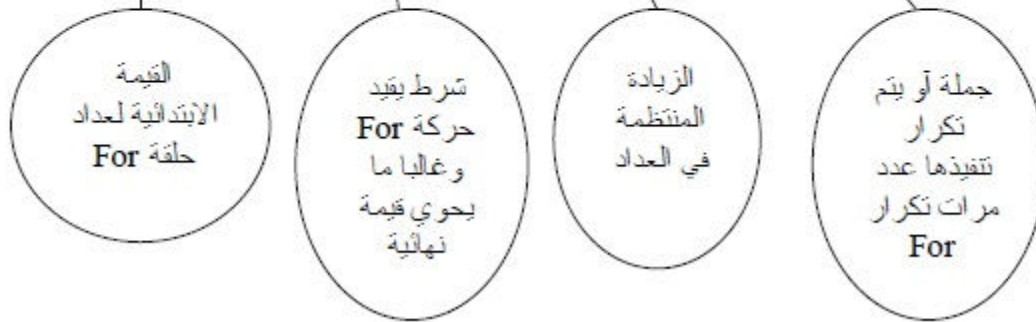 القيمة
الابتدائية لعداد
حلقة For
شرط يقيد
حركة For
وغالبا ما
يحوي قيمة
نهائية
الزيادة
المنتظمة
في العداد
جملة آو يتم
تكرار
تنفيذها عدد
مرات تكرار
For